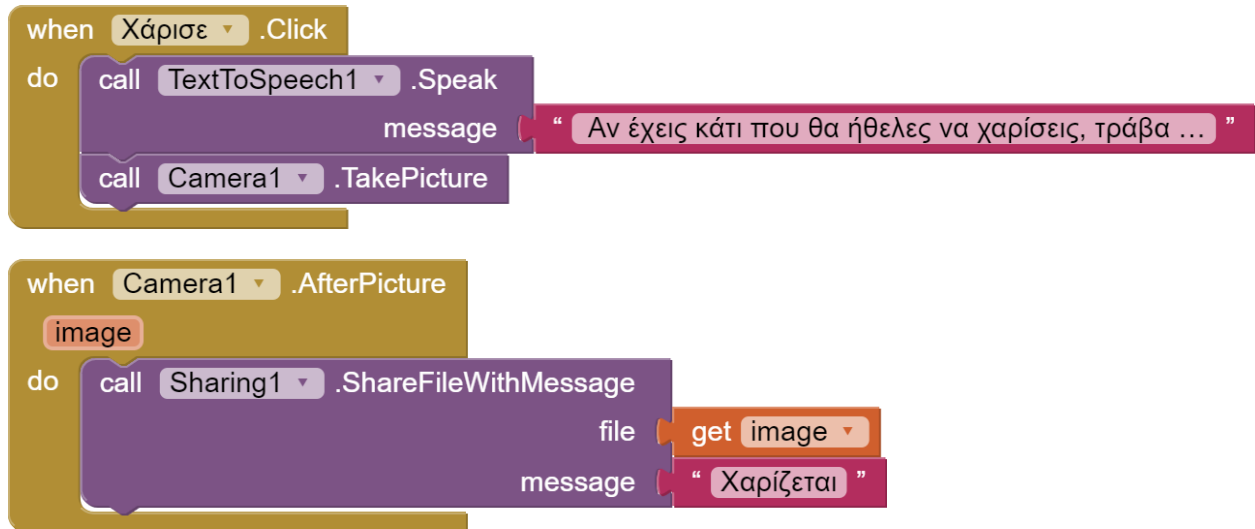 when Χάρισε .Click
do call TextToSpeech1 .Speak
message “ Αν έχεις κάτι που θα ήθελες να χαρίσεις, τράβα … ”
call Camera1 .TakePicture
when Camera1 .AfterPicture
image
do call Sharing1 .ShareFileWithMessage
file get image
message “ Χαρίζεται ”